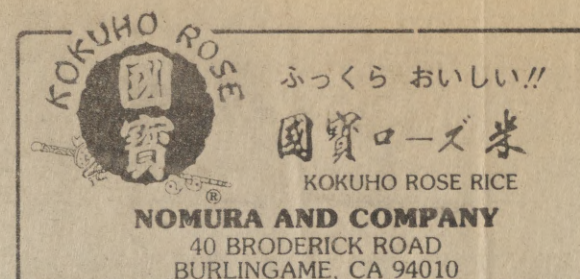 KOKUHO ROSE
國寶
®
ふっくら おいしい!!
國寶ローズ米
KOKUHO ROSE RICE
NOMURA AND COMPANY
40 BRODERICK ROAD
BURLINGAME, CA 94010